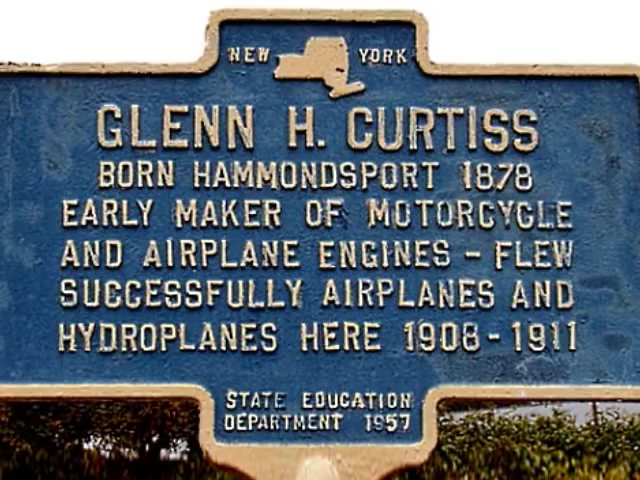 NEW YORK
GLENN H. CURTISS
BORN HAMMONDSPORT 1878
EARLY MAKER OF MOTORCYCLE
AND AIRPLANE ENGINES - FLEW
SUCCESSFULLY AIRPLANES AND
HYDROPLANES HERE 1908-1911
STATE EDUCATION
DEPARTMENT 1957